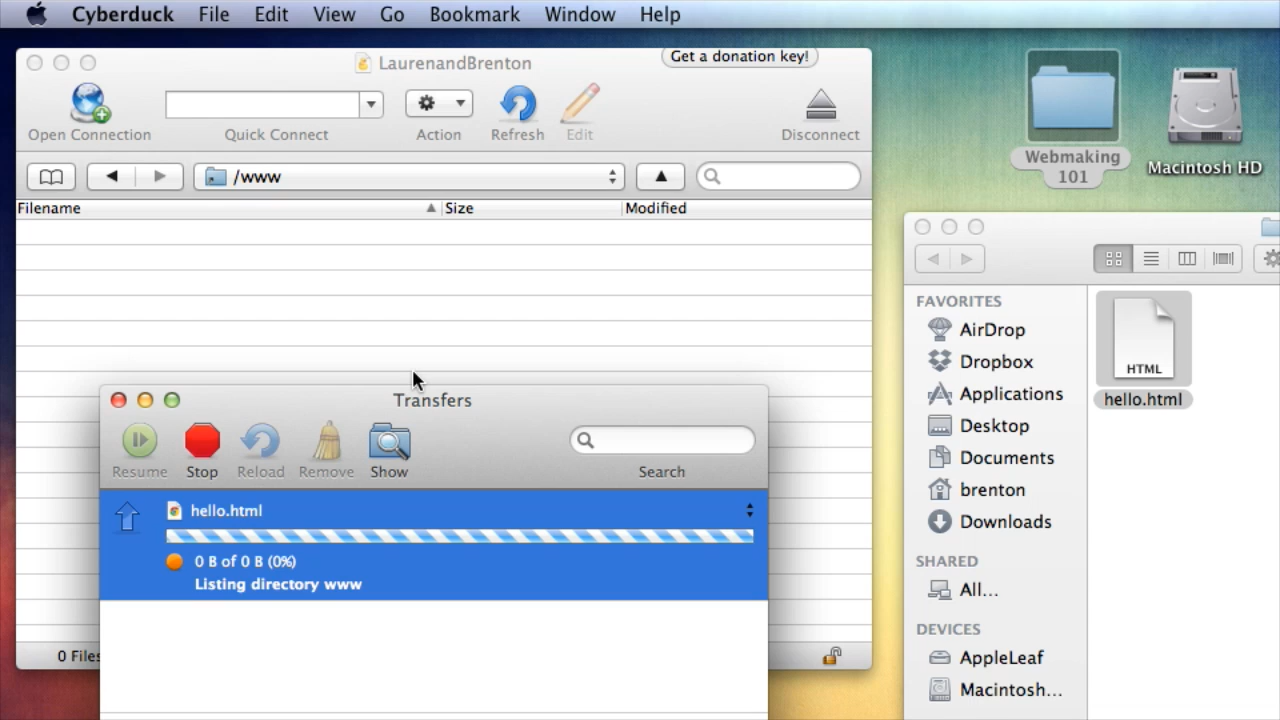 Cyberduck File Edit View Go Bookmark Window Help
LaurenandBrenton
Get a donation key!
Open Connection
Quick Connect
Action
Refresh
Edit
Disconnect
/www
Filename Size Modified
Webmaking
101
Macintosh HD
FAVORITES
AirDrop
Dropbox
Applications
Desktop
Documents
brenton
Downloads
SHARED
All...
DEVICES
AppleLeaf
Macintosh...
HTML
hello.html
Transfers
Resume Stop Reload Remove Show
Search
hello.html
0 B of 0 B (0%)
Listing directory www
0 Files